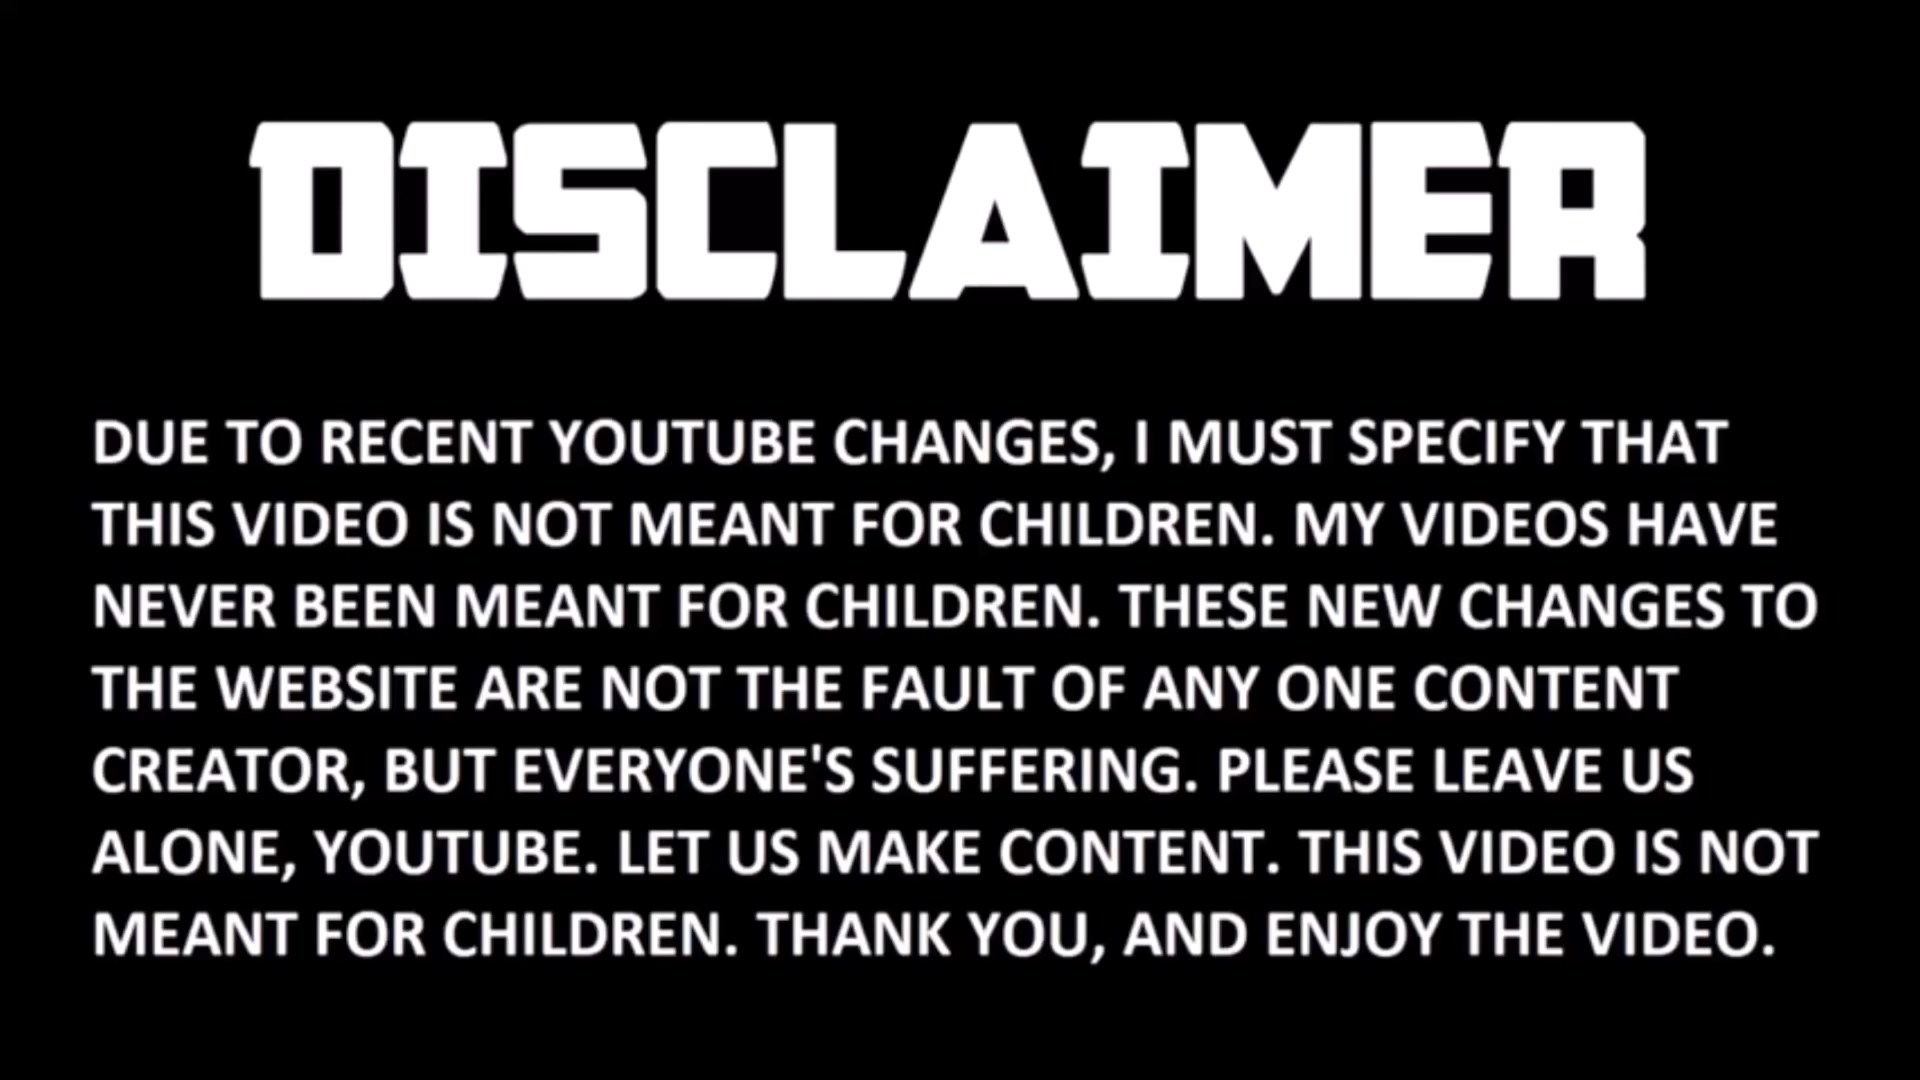 DISCLAIMER
DUE TO RECENT YOUTUBE CHANGES, I MUST SPECIFY THAT
THIS VIDEO IS NOT MEANT FOR CHILDREN. MY VIDEOS HAVE
NEVER BEEN MEANT FOR CHILDREN. THESE NEW CHANGES TO
THE WEBSITE ARE NOT THE FAULT OF ANY ONE CONTENT
CREATOR, BUT EVERYONE'S SUFFERING. PLEASE LEAVE US
ALONE, YOUTUBE. LET US MAKE CONTENT. THIS VIDEO IS NOT
MEANT FOR CHILDREN. THANK YOU, AND ENJOY THE VIDEO.